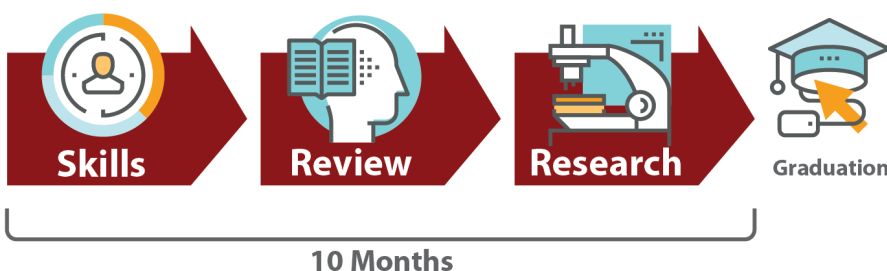 Skills
Review
Research
Graduation
10 Months